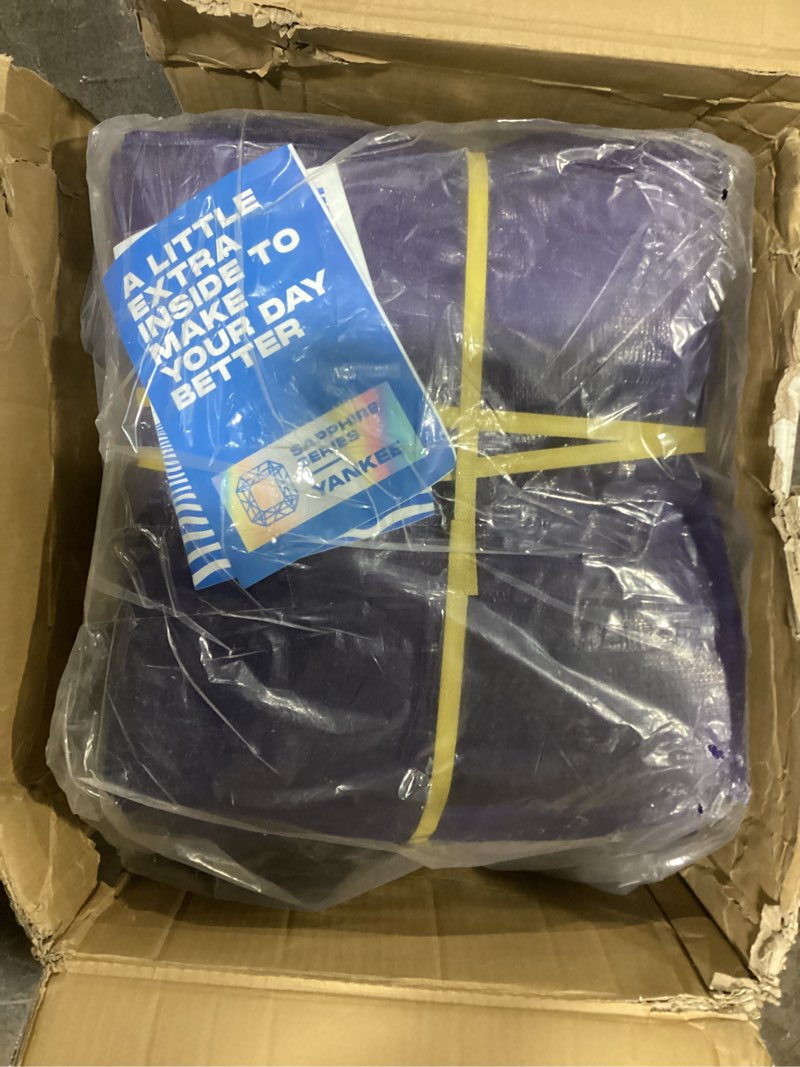 A LITTLE
EXTRA
INSIDE TO
MAKE
YOUR DAY
BETTER
SAPPHIRE
SERIES
YANKEE